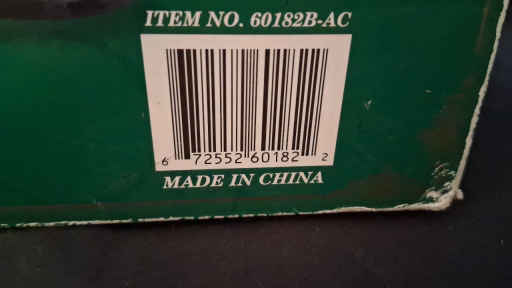 ITEM NO. 60182B-AC
6 72552 60182 2
MADE IN CHINA